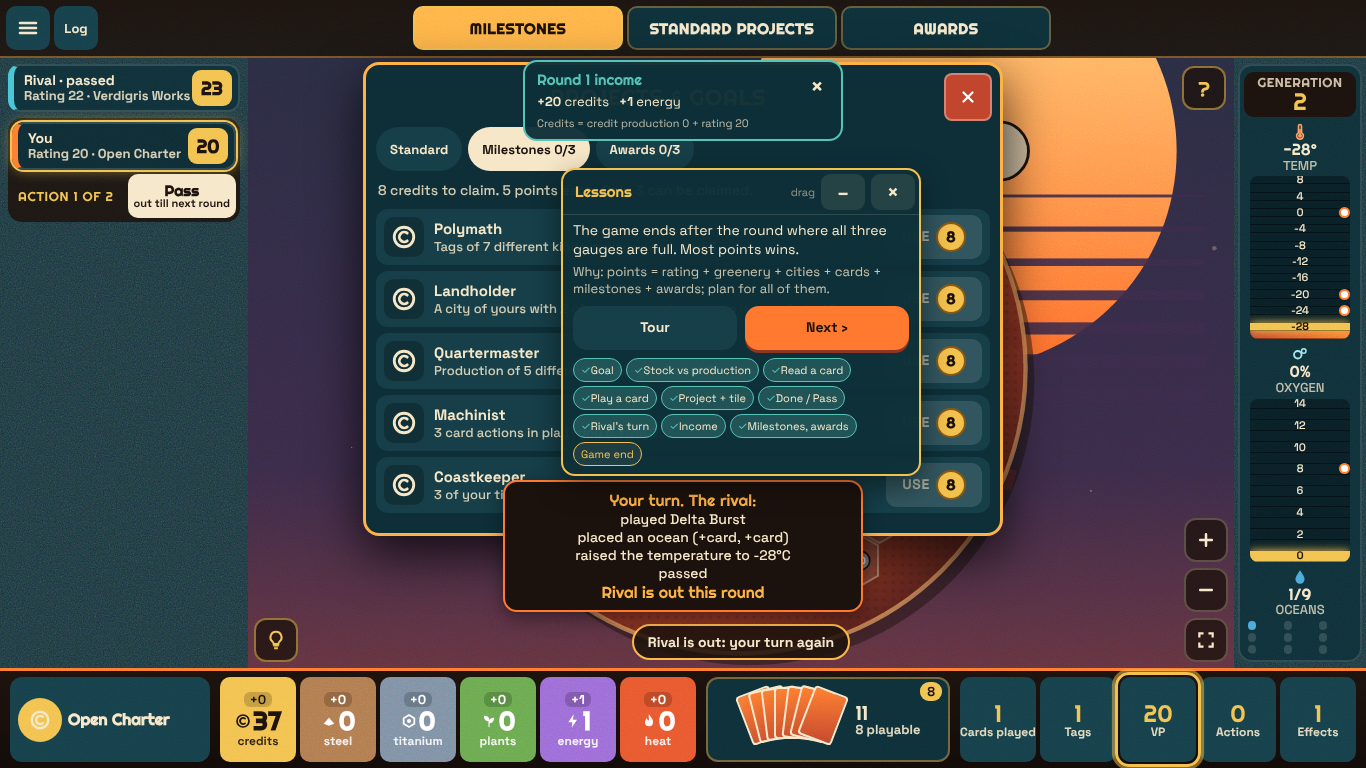 Log
MILESTONES
STANDARD PROJECTS
AWARDS
Rival · passed
Rating 22 · Verdigris Works
23
You
Rating 20 · Open Charter
20
ACTION 1 OF 2
Pass
out till next round
Round 1 income
+20 credits +1 energy
Credits = credit production 0 + rating 20
×
×
?
Standard
Milestones 0/3
Awards 0/3
8 credits to claim. 5 points
Lessons
drag
–
×
The game ends after the round where all three
gauges are full. Most points wins.
Why: points = rating + greenery + cities + cards +
milestones + awards; plan for all of them.
Tour
Next >
✓Goal
✓Stock vs production
✓Read a card
✓Play a card
✓Project + tile
✓Done / Pass
✓Rival's turn
✓Income
✓Milestones, awards
Game end
Polymath
Tags of 7 different ki
E 8
Landholder
A city of yours with
E 8
Quartermaster
Production of 5 diffe
E 8
Machinist
3 card actions in pla
E 8
Coastkeeper
3 of your ti
USE 8
Your turn. The rival:
played Delta Burst
placed an ocean (+card, +card)
raised the temperature to -28°C
passed
Rival is out this round
Rival is out: your turn again
GENERATION
2
-28°
TEMP
8
4
0
-4
-8
-12
-16
-20
-24
-28
0%
OXYGEN
14
12
10
8
6
4
2
0
1/9
OCEANS
+
−
© Open Charter
+0
© 37
credits
+0
0
steel
+0
0
titanium
+0
0
plants
+1
1
energy
+0
0
heat
8
11
8 playable
1
Cards played
1
Tags
20
VP
0
Actions
1
Effects